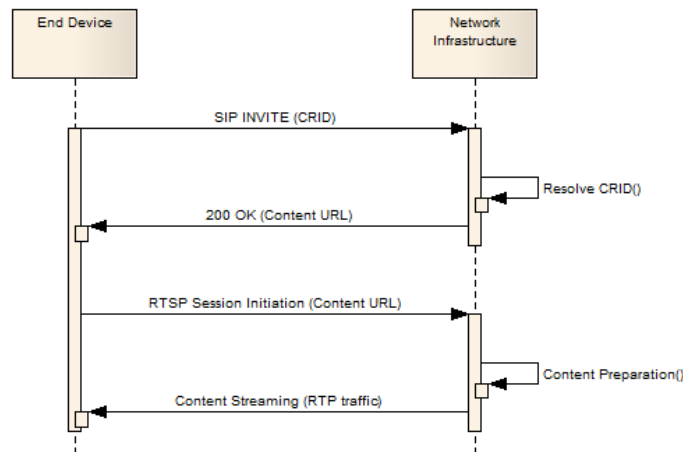 End Device
Network
Infrastructure
SIP INVITE (CRID)
Resolve CRID()
200 OK (Content URL)
RTSP Session Initiation (Content URL)
Content Preparation()
Content Streaming (RTP traffic)